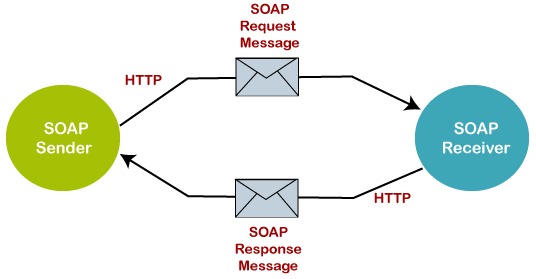 SOAP
Request
Message
HTTP
SOAP
Sender
SOAP
Receiver
HTTP
SOAP
Response
Message